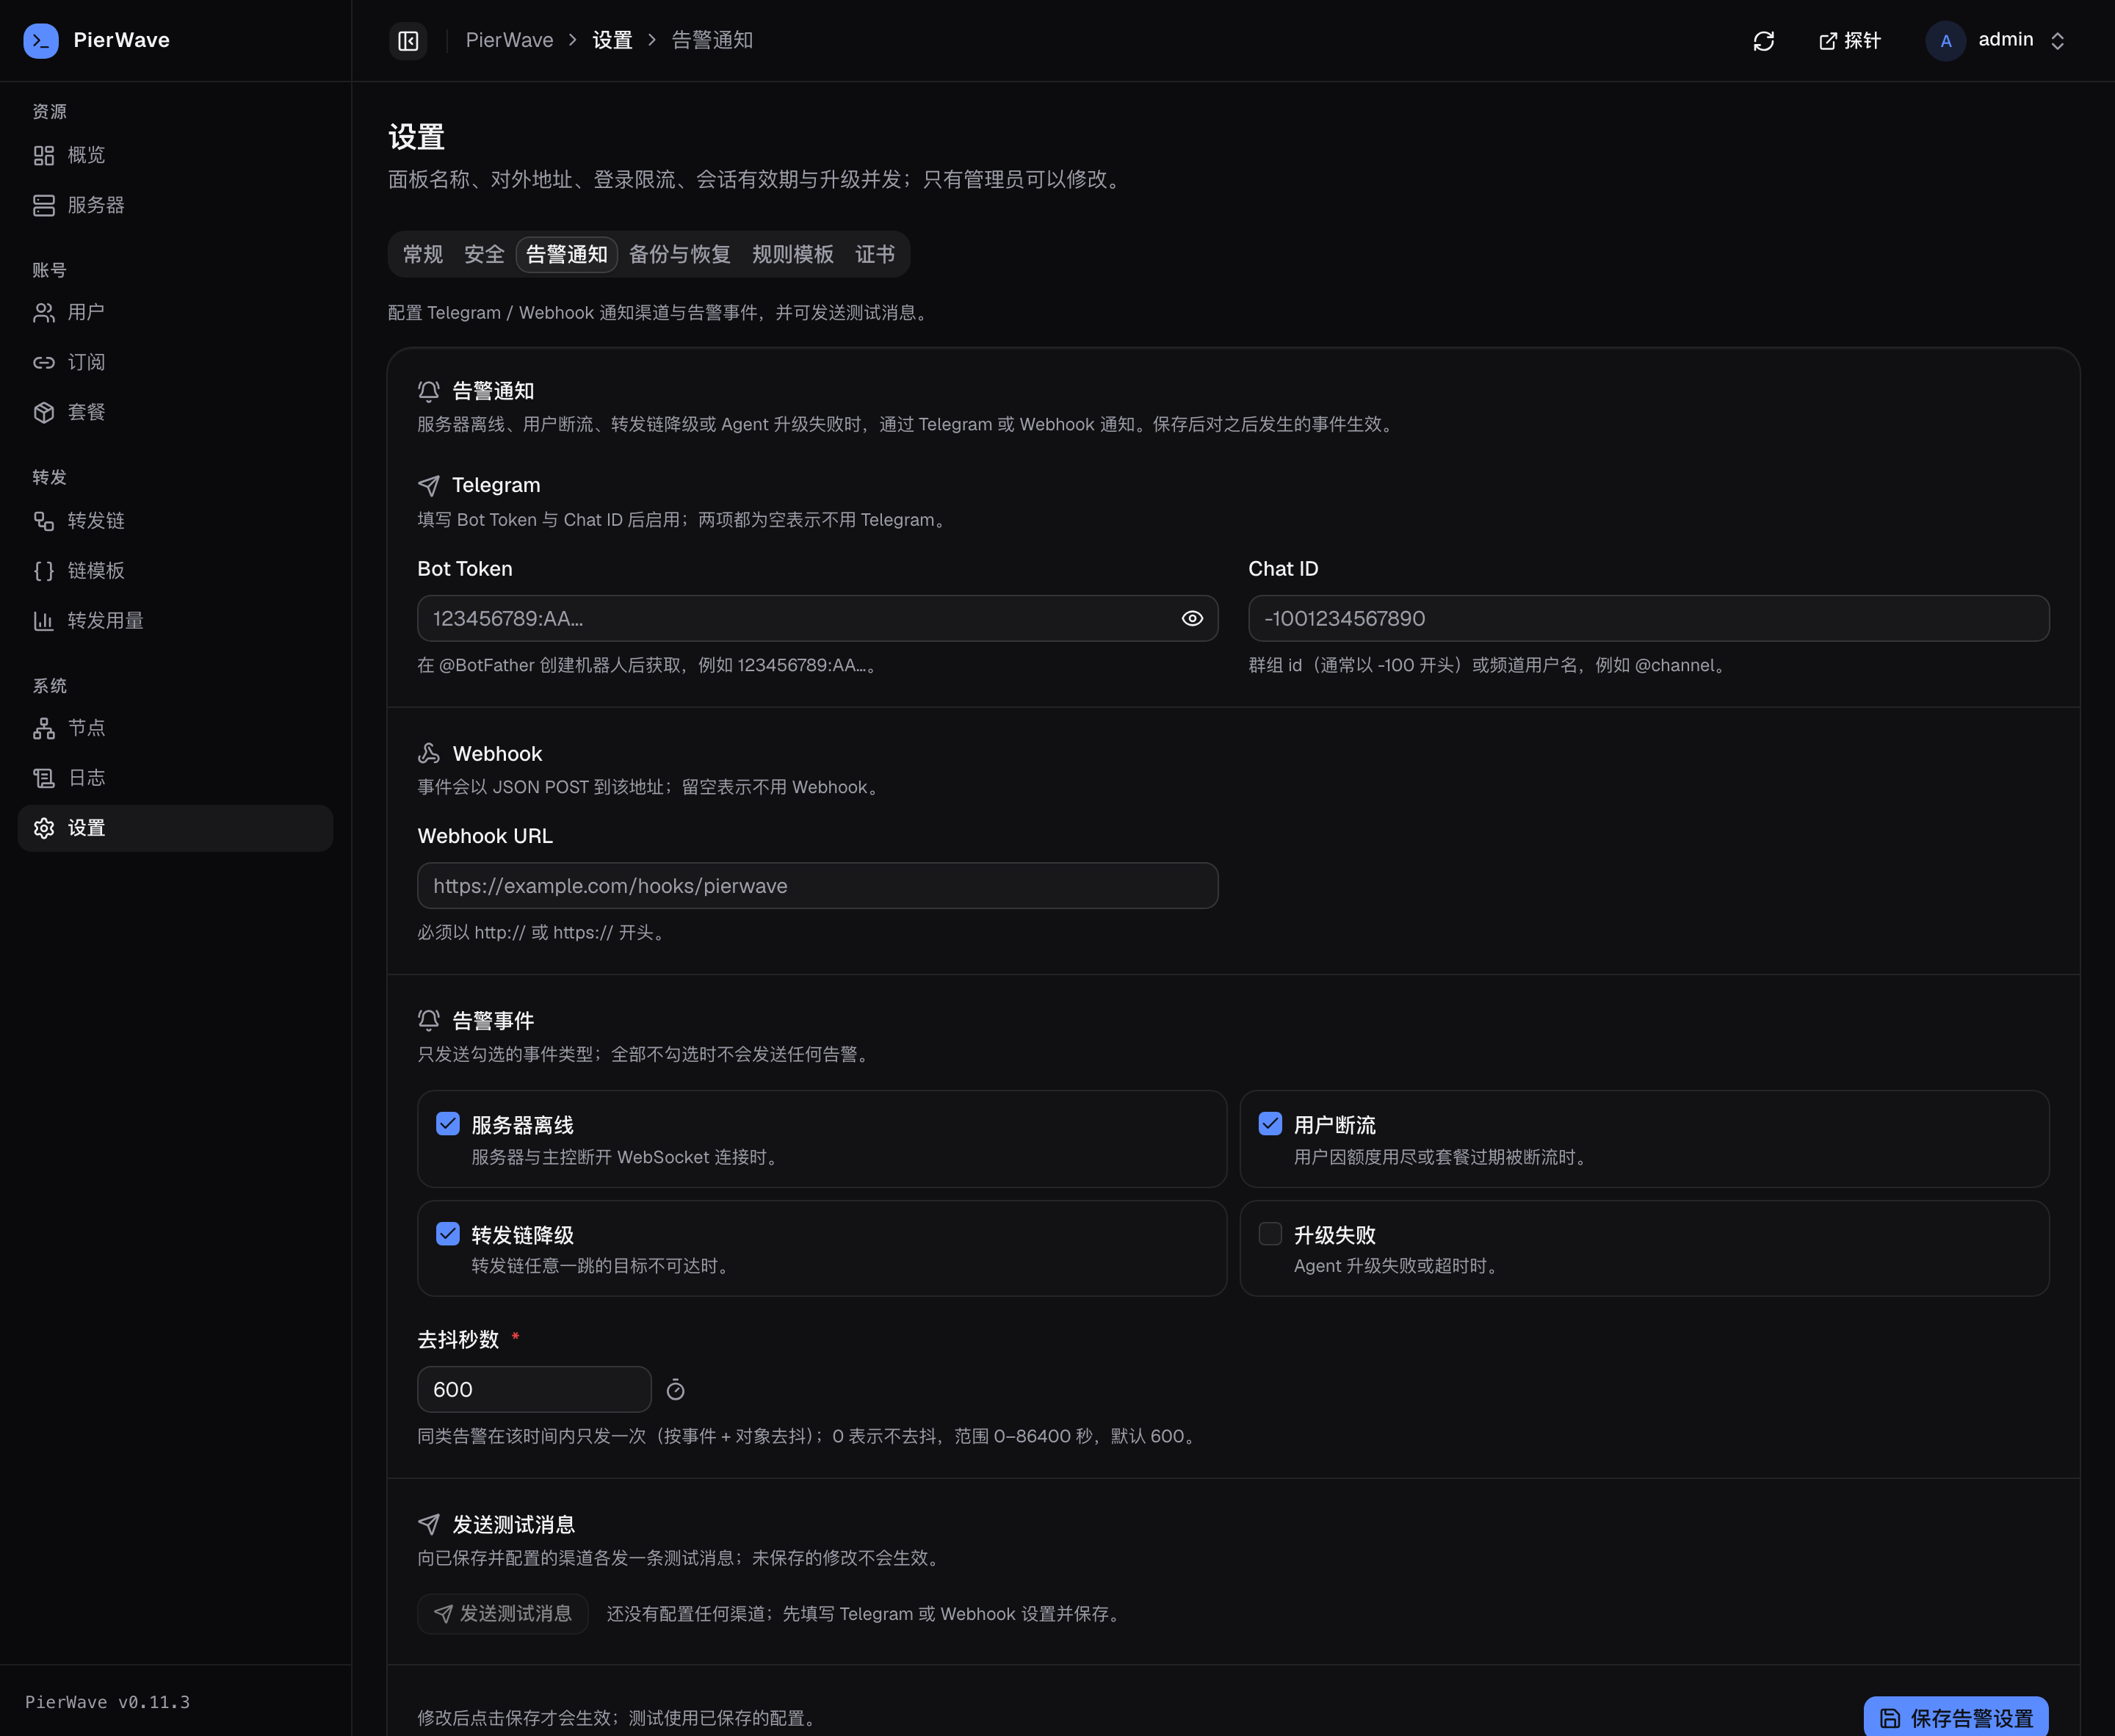 PierWave
PierWave > 设置 > 告警通知
探针
A
admin
资源
概览
服务器
账号
用户
订阅
套餐
转发
转发链
链模板
转发用量
系统
节点
日志
设置
PierWave v0.11.3
设置
面板名称、对外地址、登录限流、会话有效期与升级并发；只有管理员可以修改。
常规 安全 告警通知 备份与恢复 规则模板 证书
配置 Telegram / Webhook 通知渠道与告警事件，并可发送测试消息。
告警通知
服务器离线、用户断流、转发链降级或 Agent 升级失败时，通过 Telegram 或 Webhook 通知。保存后对之后发生的事件生效。
Telegram
填写 Bot Token 与 Chat ID 后启用；两项都为空表示不用 Telegram。
Bot Token
123456789:AA...
在 @BotFather 创建机器人后获取，例如 123456789:AA...。
Chat ID
-1001234567890
群组 id（通常以 -100 开头）或频道用户名，例如 @channel。
Webhook
事件会以 JSON POST 到该地址；留空表示不用 Webhook。
Webhook URL
https://example.com/hooks/pierwave
必须以 http:// 或 https:// 开头。
告警事件
只发送勾选的事件类型；全部不勾选时不会发送任何告警。
服务器离线
服务器与主控断开 WebSocket 连接时。
用户断流
用户因额度用尽或套餐过期被断流时。
转发链降级
转发链任意一跳的目标不可达时。
升级失败
Agent 升级失败或超时时。
去抖秒数 *
600
同类告警在该时间内只发一次（按事件 + 对象去抖）；0 表示不去抖，范围 0–86400 秒，默认 600。
发送测试消息
向已保存并配置的渠道各发一条测试消息；未保存的修改不会生效。
发送测试消息
还没有配置任何渠道；先填写 Telegram 或 Webhook 设置并保存。
修改后点击保存才会生效；测试使用已保存的配置。
保存告警设置